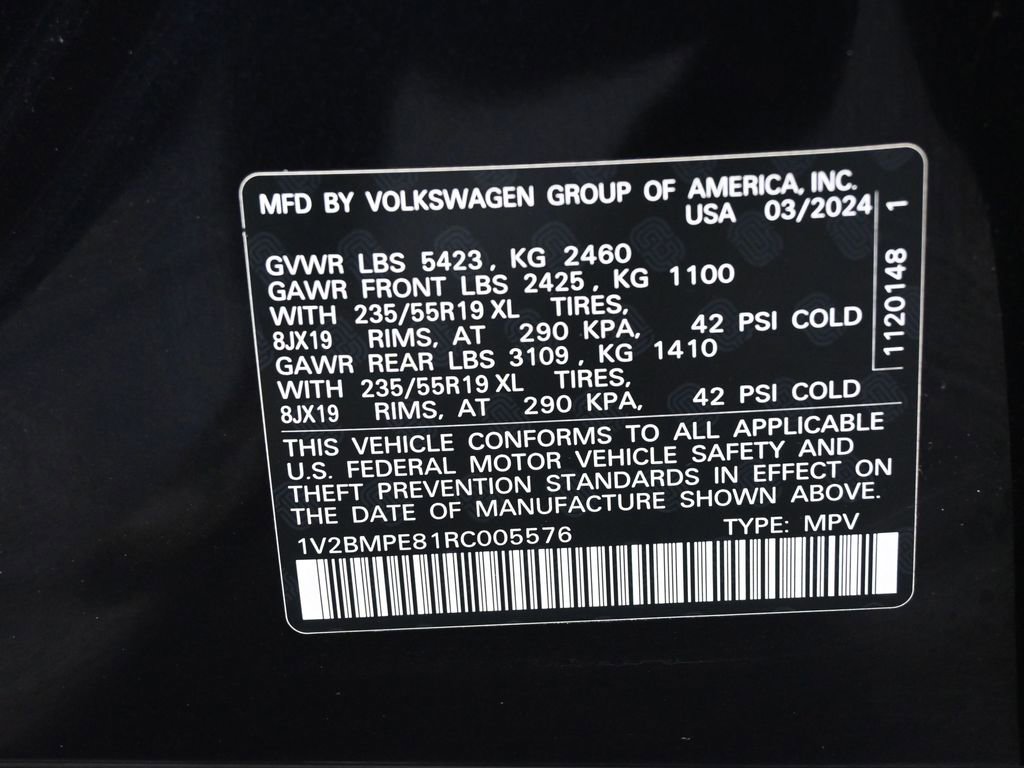 MFD BY VOLKSWAGEN GROUP OF AMERICA, INC.
USA 03/2024
GVWR LBS 5423, KG 2460
GAWR FRONT LBS 2425, KG 1100
WITH 235/55R19 XL TIRES,
8JX19 RIMS, AT 290 KPA, 42 PSI COLD
GAWR REAR LBS 3109, KG 1410
WITH 235/55R19 XL TIRES,
8JX19 RIMS, AT 290 KPA, 42 PSI COLD
1120148 1
THIS VEHICLE CONFORMS TO ALL APPLICABLE
U.S. FEDERAL MOTOR VEHICLE SAFETY AND
THEFT PREVENTION STANDARDS IN EFFECT ON
THE DATE OF MANUFACTURE SHOWN ABOVE.
1V2BMPE81RC005576 TYPE: MPV